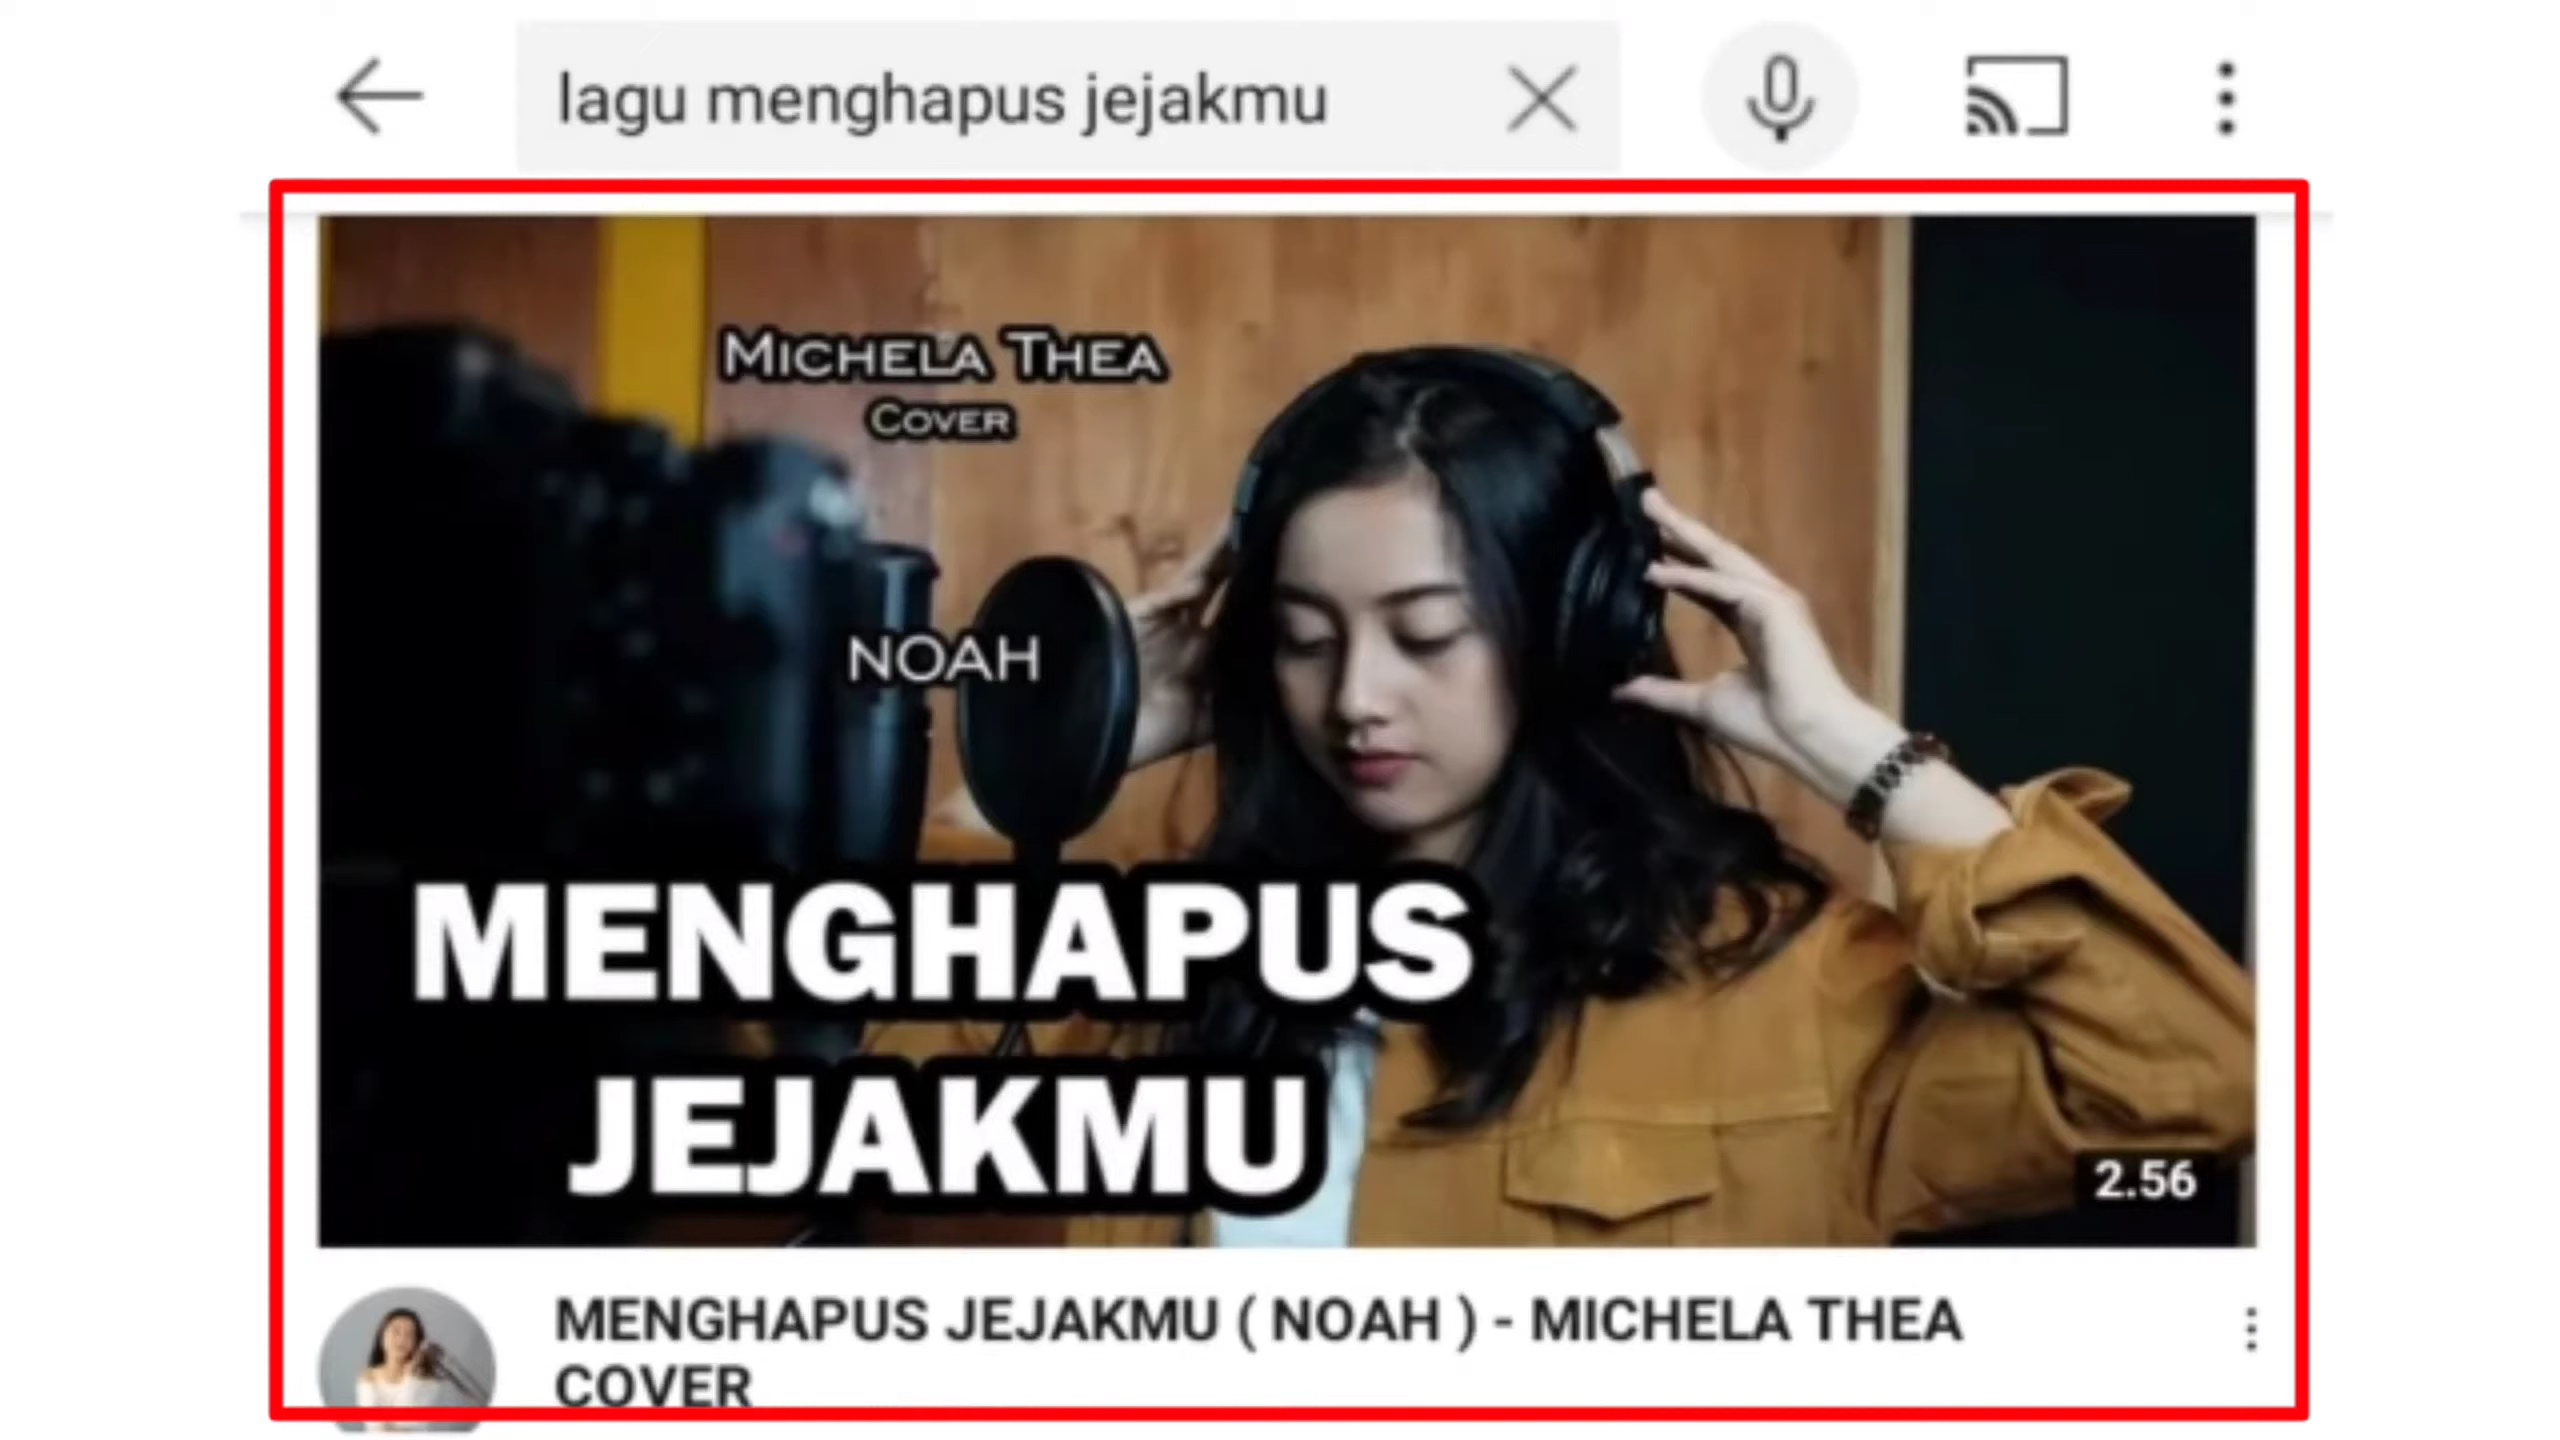 lagu menghapus jejakmu
MICHELA THEA
COVER
NOAH
MENGHAPUS
JEJAKMU
2.56
MENGHAPUS JEJAKMU ( NOAH ) - MICHELA THEA
COVER